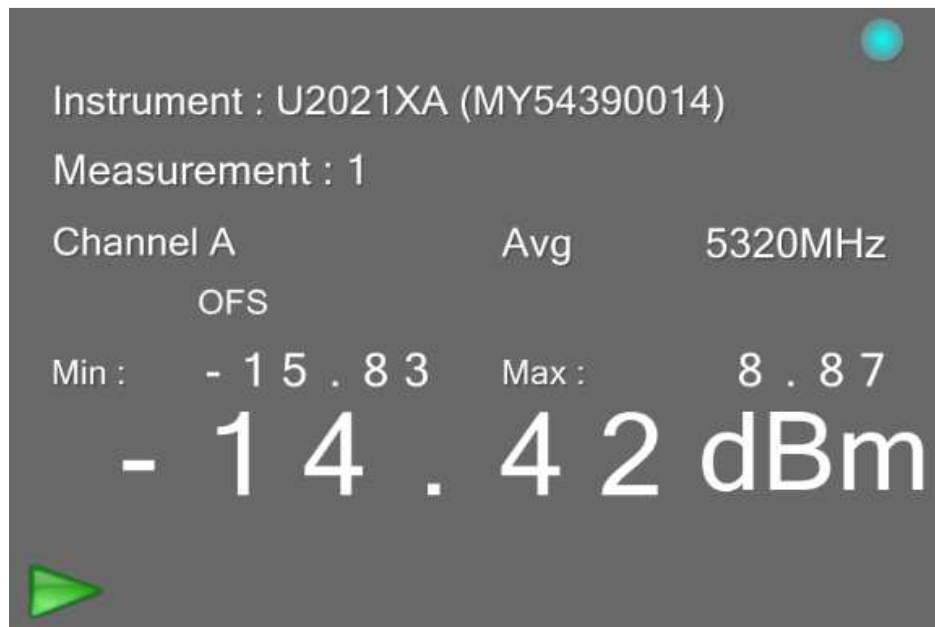 Instrument : U2021XA (MY54390014)
Measurement : 1
Channel A Avg 5320MHz
OFS
Min : -15.83 Max : 8.87
-14.42 dBm